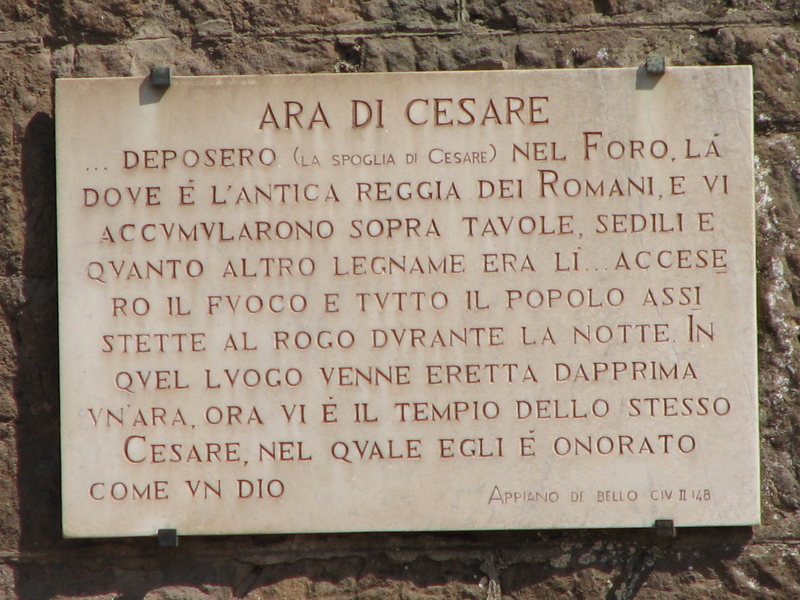 ARA DI CESARE
... DEPOSERO (LA SPOGLIA DI CESARE) NEL FORO, LÁ
DOVE É L'ANTICA REGGIA DEI ROMANI, E VI
ACCVMVLARONO SOPRA TAVOLE, SEDILI E
QVANTO ALTRO LEGNAME ERA LÍ... ACCESE
RO IL FVOCO E TVTTO IL POPOLO ASSI
STETTE AL ROGO DVRANTE LA NOTTE. IN
QVEL LVOGO VENNE ERETTA DAPPRIMA
VN'ARA, ORA VI É IL TEMPIO DELLO STESSO
CESARE, NEL QVALE EGLI É ONORATO
COME VN DIO
APPIANO DE BELLO CIV II 148